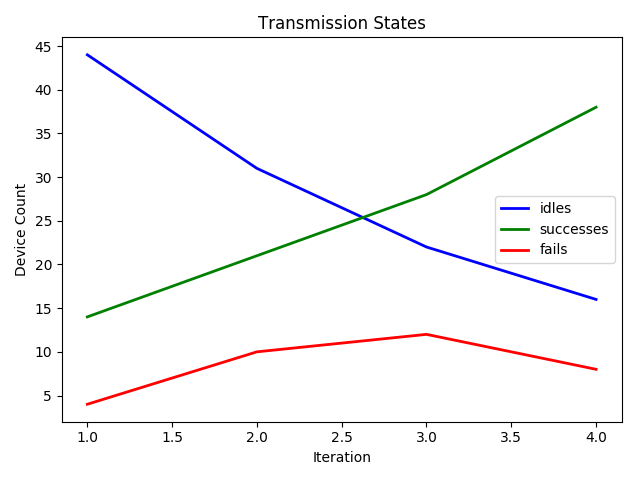 Transmission States
45
40
35
30
25
20
15
10
5
Device Count
idles
successes
fails
1.0 1.5 2.0 2.5 3.0 3.5 4.0
Iteration